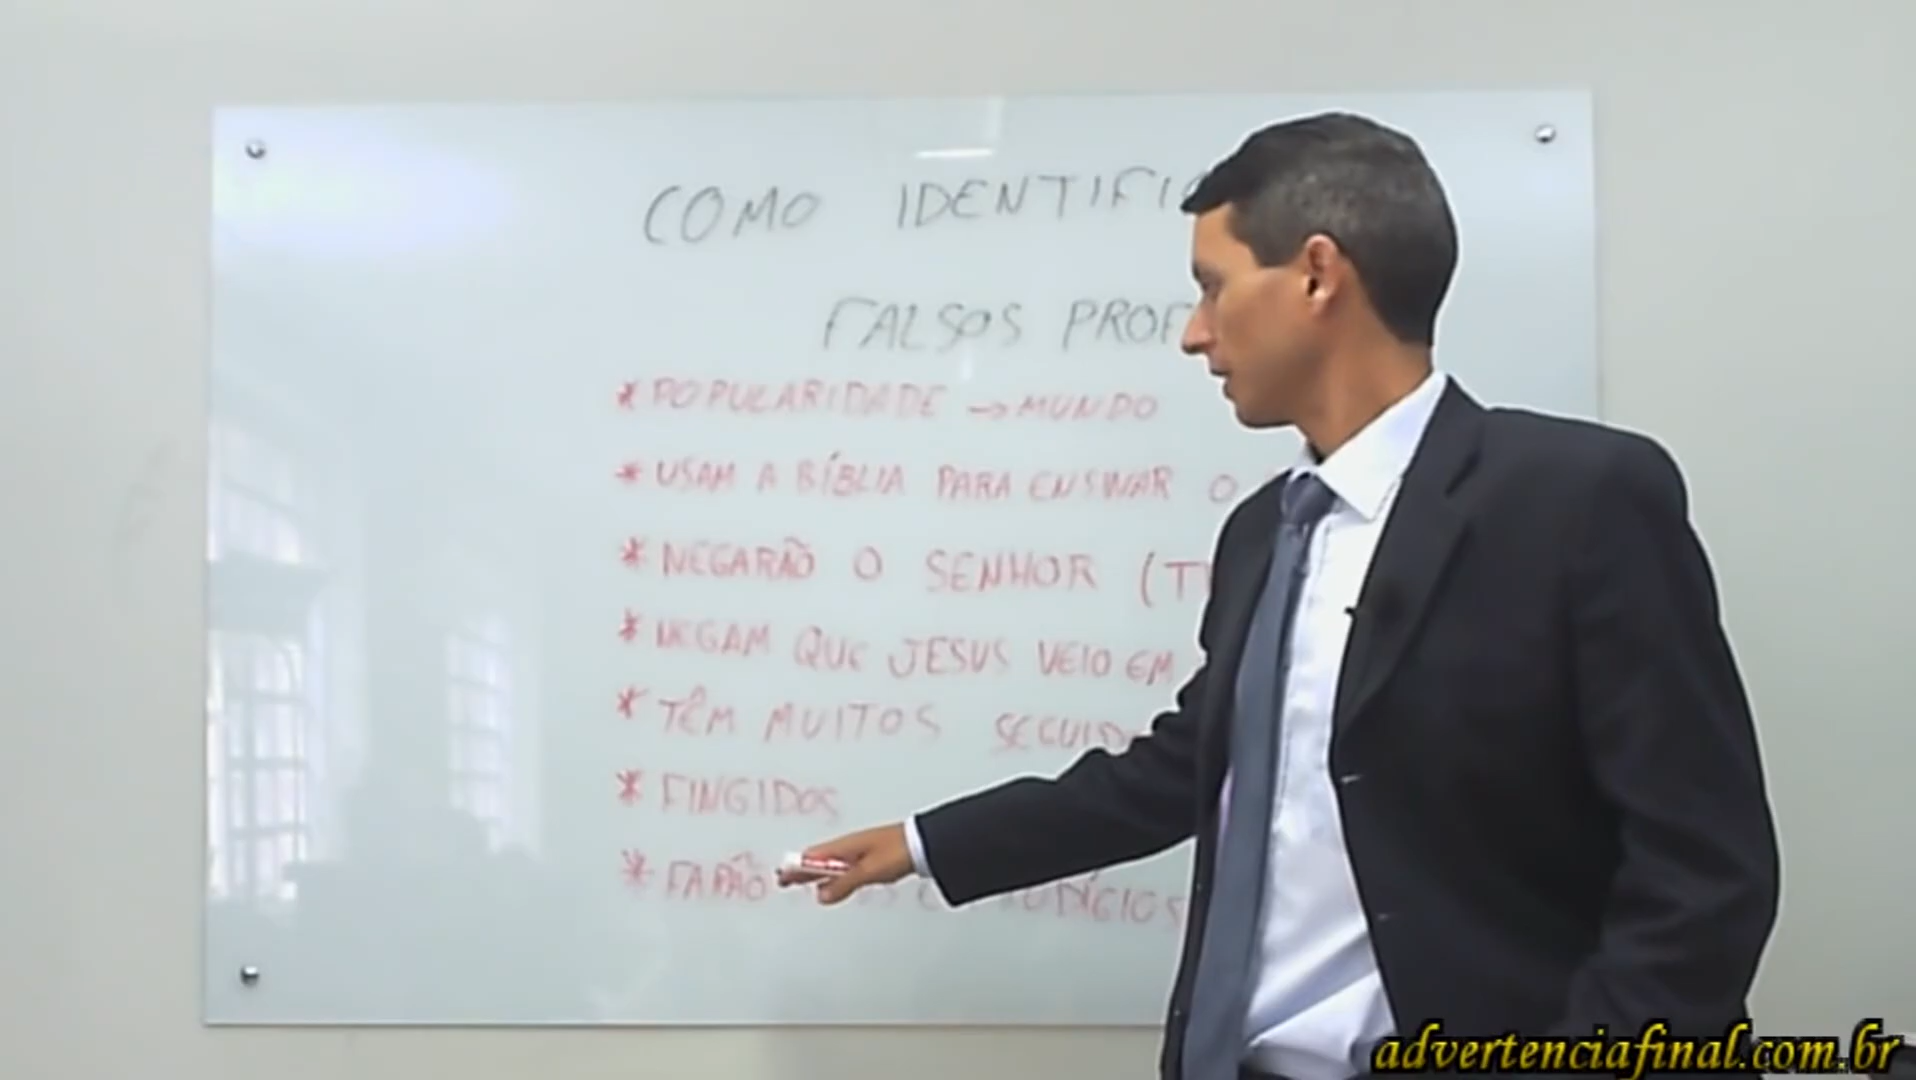 COMO IDENTIFI
FALSOS PROF
* POPULARIDADE → MUNDO
* USAM A BÍBLIA PARA ENSINAR O
* NEGARÃO O SENHOR (T
* NEGAM QUE JESUS VEIO EM
* TÊM MUITOS SEGUID
* FINGIDOS
* FARÃO
advertenciafinal.com.br